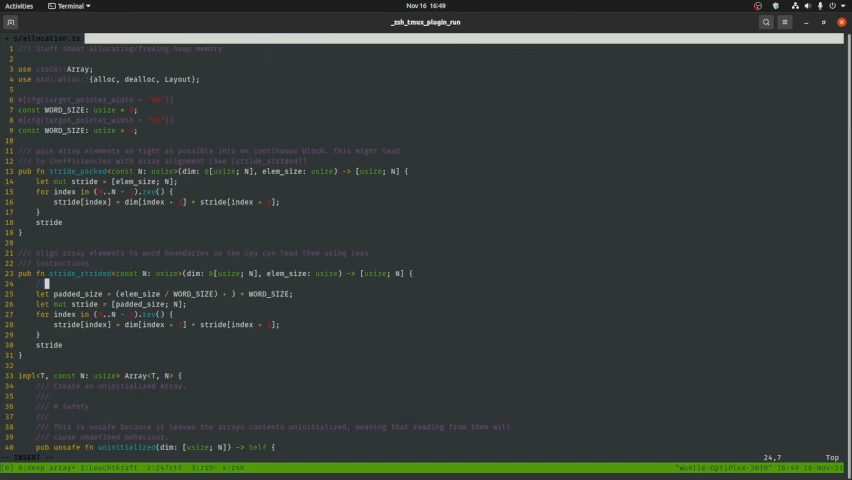 Activities
Terminal
Nov 16 16:49
_zsh_tmux_plugin_run
s/allocation.rs
1 //! Stuff about allocating/freeing heap memory
2
3 use crate::Array;
4 use std::alloc::{alloc, dealloc, Layout};
5
6 #[cfg(target_pointer_width = "64")]
7 const WORD_SIZE: usize = 8;
8 #[cfg(target_pointer_width = "32")]
9 const WORD_SIZE: usize = 4;
10
11 /// pack array elements as tight as possible into on continuous block. This might lead
12 /// to inefficiencies with array alignment (See [stride_strided])
13 pub fn stride_packed<const N: usize>(dim: &[usize; N], elem_size: usize) -> [usize; N] {
14 let mut stride = [elem_size; N];
15 for index in (0..N - 1).rev() {
16 stride[index] = dim[index + 1] * stride[index + 1];
17 }
18 stride
19 }
20
21 /// align array elements to word boundaries so the cpu can load them using less
22 /// instructions
23 pub fn stride_strided<const N: usize>(dim: &[usize; N], elem_size: usize) -> [usize; N] {
24 //
25 let padded_size = (elem_size / WORD_SIZE) + ) * WORD_SIZE;
26 let mut stride = [padded_size; N];
27 for index in (0..N - 1).rev() {
28 stride[index] = dim[index + 1] * stride[index + 1];
29 }
30 stride
31 }
32
33 impl<T, const N: usize> Array<T, N> {
34 /// Create an uninitialized Array.
35 ///
36 /// # Safety
37 ///
38 /// This is unsafe because it leaves the arrays contents uninitialized, meaning that reading from them will
39 /// cause undefined behaviour.
40 pub unsafe fn uninitialized(dim: [usize; N]) -> Self {
-- INSERT -- 24,7 Top
[0] 0:deep array* 1:Leuchtkraft 2:247ctf 3:zsh- 4:zsh "wuelle-OptiPlex-3010" 16:49 16-Nov-21